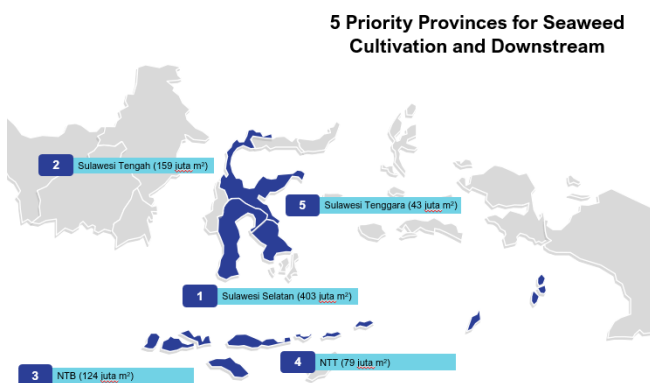 5 Priority Provinces for Seaweed
Cultivation and Downstream
2 Sulawesi Tengah (159 juta m²)
5 Sulawesi Tenggara (43 juta m²)
1 Sulawesi Selatan (403 juta m²)
4 NTT (79 juta m²)
3 NTB (124 juta m²)